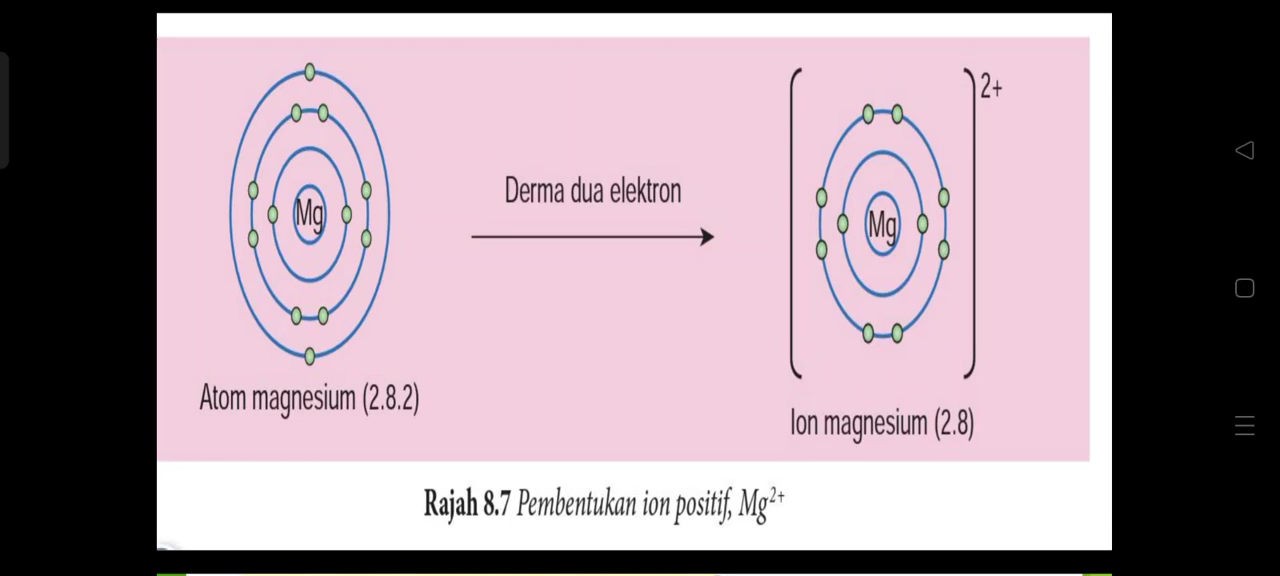 2+
Mg
Derma dua elektron
Mg
Atom magnesium (2.8.2)
Ion magnesium (2.8)
Rajah 8.7 Pembentukan ion positif, Mg²⁺